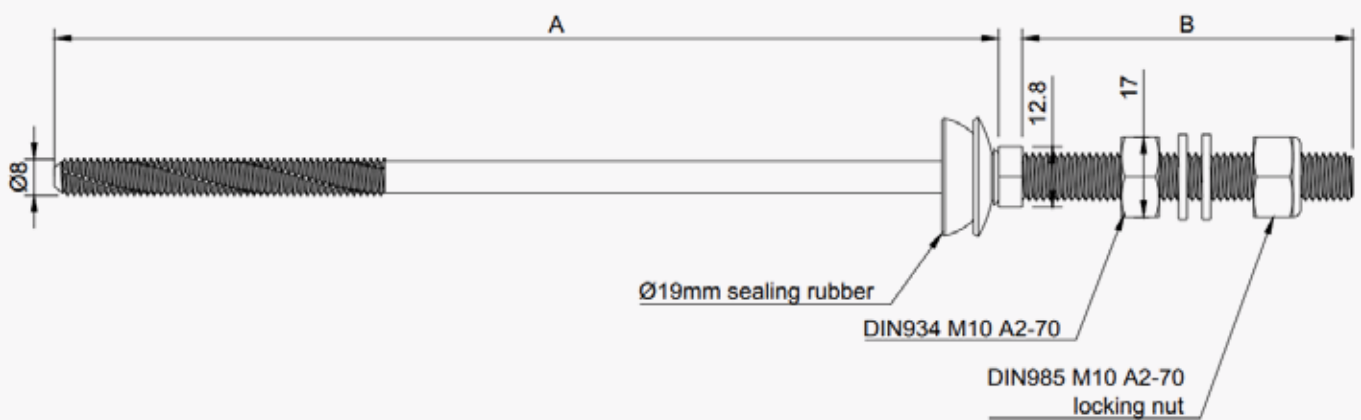 A
B
12.8
17
Ø8
Ø19mm sealing rubber
DIN934 M10 A2-70
DIN985 M10 A2-70
locking nut